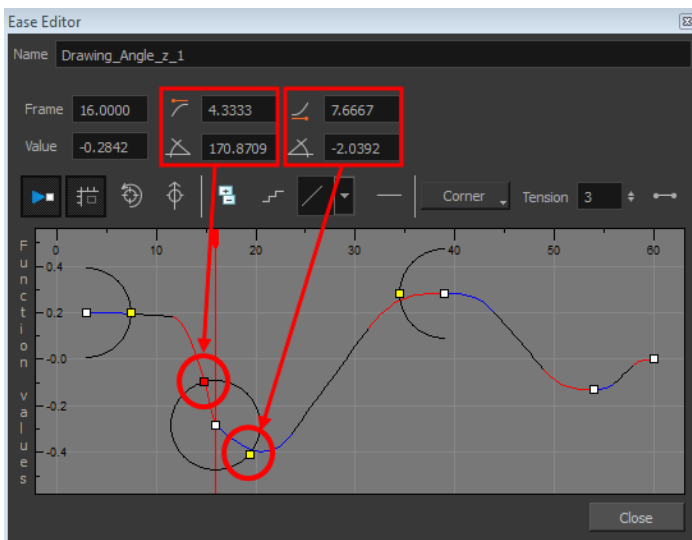 Ease Editor
Name Drawing_Angle_z_1
Frame 16.0000 4.3333 7.6667
Value -0.2842 170.8709 -2.0392
Corner Tension 3
Function values
0 10 20 30 40 50 60
-0.4
-0.2
-0.0
-0.2
-0.4
Close